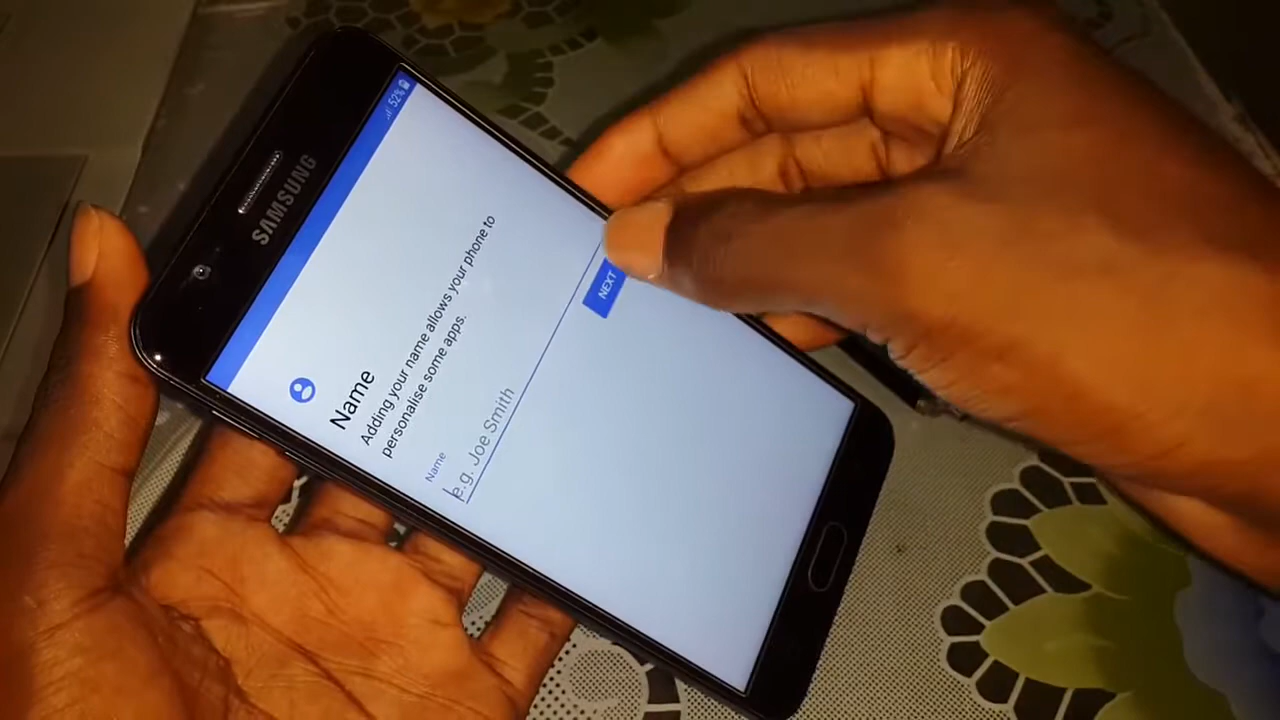 SAMSUNG
52%
Name
Adding your name allows your phone to
personalise some apps.
Name
e.g. Joe Smith
NEXT